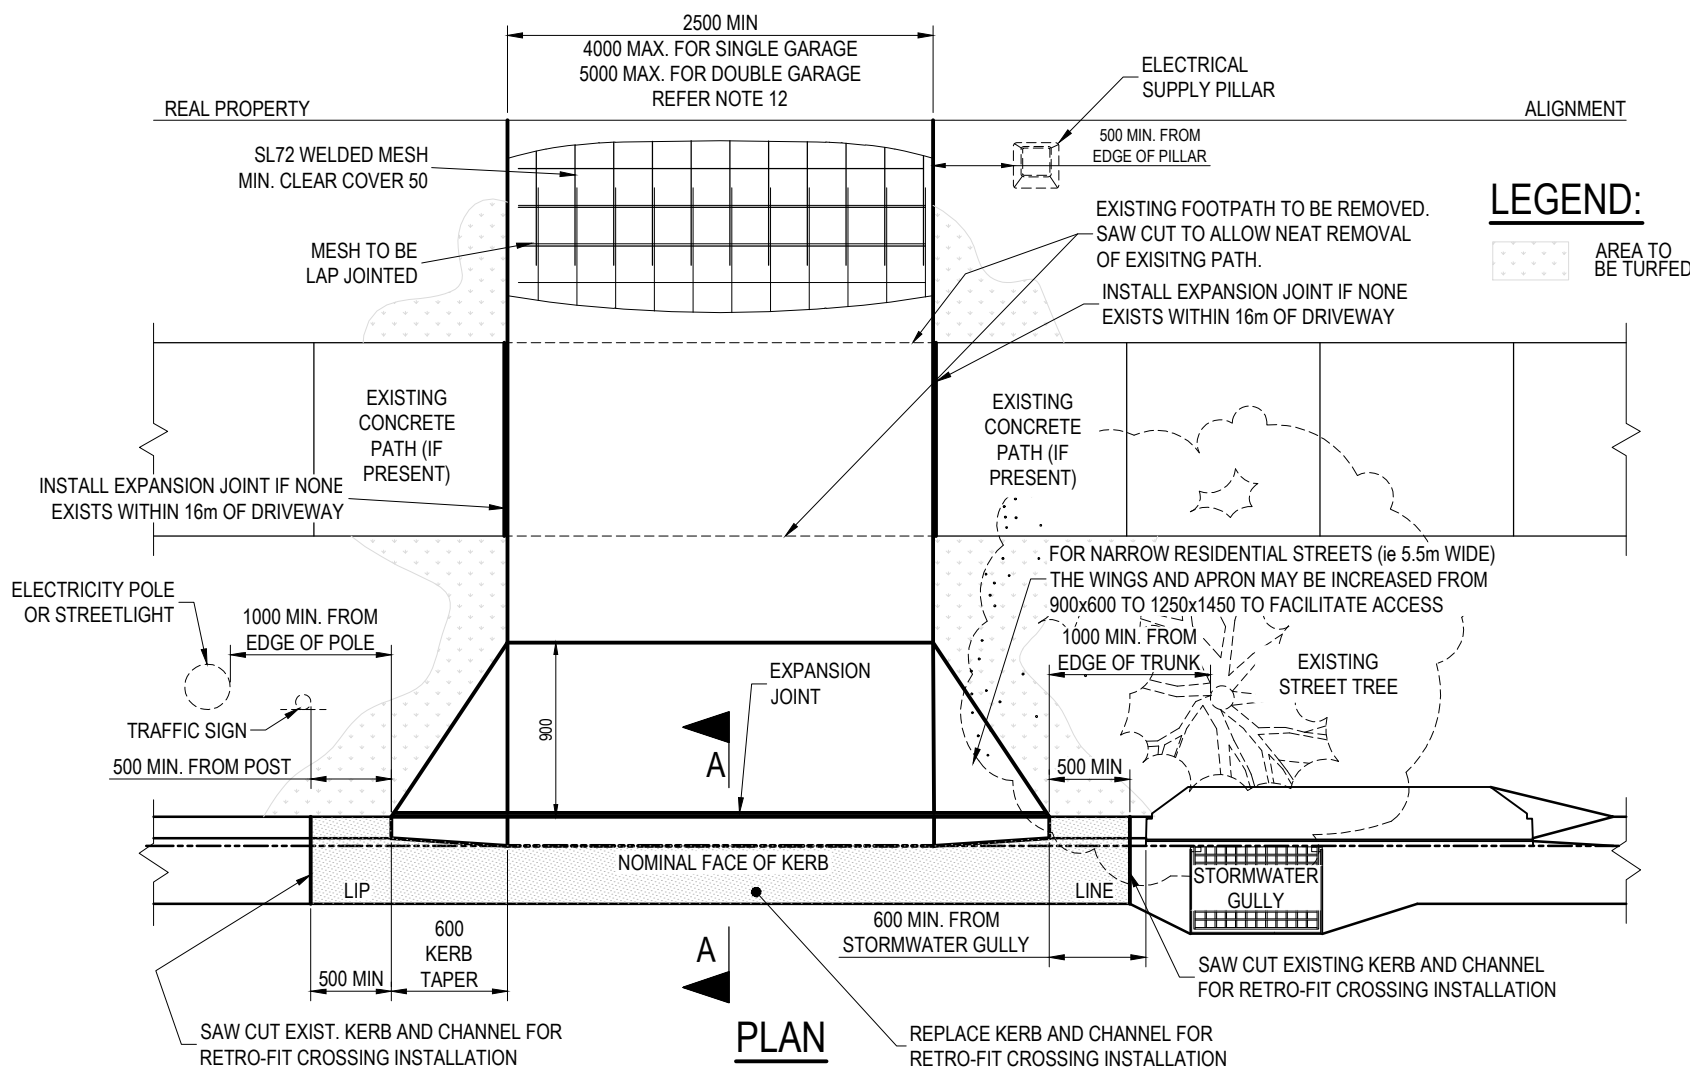 2500 MIN
4000 MAX. FOR SINGLE GARAGE
5000 MAX. FOR DOUBLE GARAGE
REFER NOTE 12
REAL PROPERTY
ALIGNMENT
ELECTRICAL
SUPPLY PILLAR
500 MIN. FROM
EDGE OF PILLAR
SL72 WELDED MESH
MIN. CLEAR COVER 50
MESH TO BE
LAP JOINTED
EXISTING FOOTPATH TO BE REMOVED.
SAW CUT TO ALLOW NEAT REMOVAL
OF EXISITNG PATH.
INSTALL EXPANSION JOINT IF NONE
EXISTS WITHIN 16m OF DRIVEWAY
LEGEND:
AREA TO
BE TURFED
EXISTING
CONCRETE
PATH (IF
PRESENT)
EXISTING
CONCRETE
PATH (IF
PRESENT)
INSTALL EXPANSION JOINT IF NONE
EXISTS WITHIN 16m OF DRIVEWAY
FOR NARROW RESIDENTIAL STREETS (ie 5.5m WIDE)
THE WINGS AND APRON MAY BE INCREASED FROM
900x600 TO 1250x1450 TO FACILITATE ACCESS
ELECTRICITY POLE
OR STREETLIGHT
1000 MIN. FROM
EDGE OF POLE
1000 MIN. FROM
EDGE OF TRUNK
EXISTING
STREET TREE
EXPANSION
JOINT
900
A
TRAFFIC SIGN
500 MIN. FROM POST
500 MIN
NOMINAL FACE OF KERB
LIP
LINE
STORMWATER
GULLY
600 MIN. FROM
STORMWATER GULLY
600
KERB
TAPER
500 MIN
A
SAW CUT EXISTING KERB AND CHANNEL
FOR RETRO-FIT CROSSING INSTALLATION
SAW CUT EXIST. KERB AND CHANNEL FOR
RETRO-FIT CROSSING INSTALLATION
PLAN
REPLACE KERB AND CHANNEL FOR
RETRO-FIT CROSSING INSTALLATION